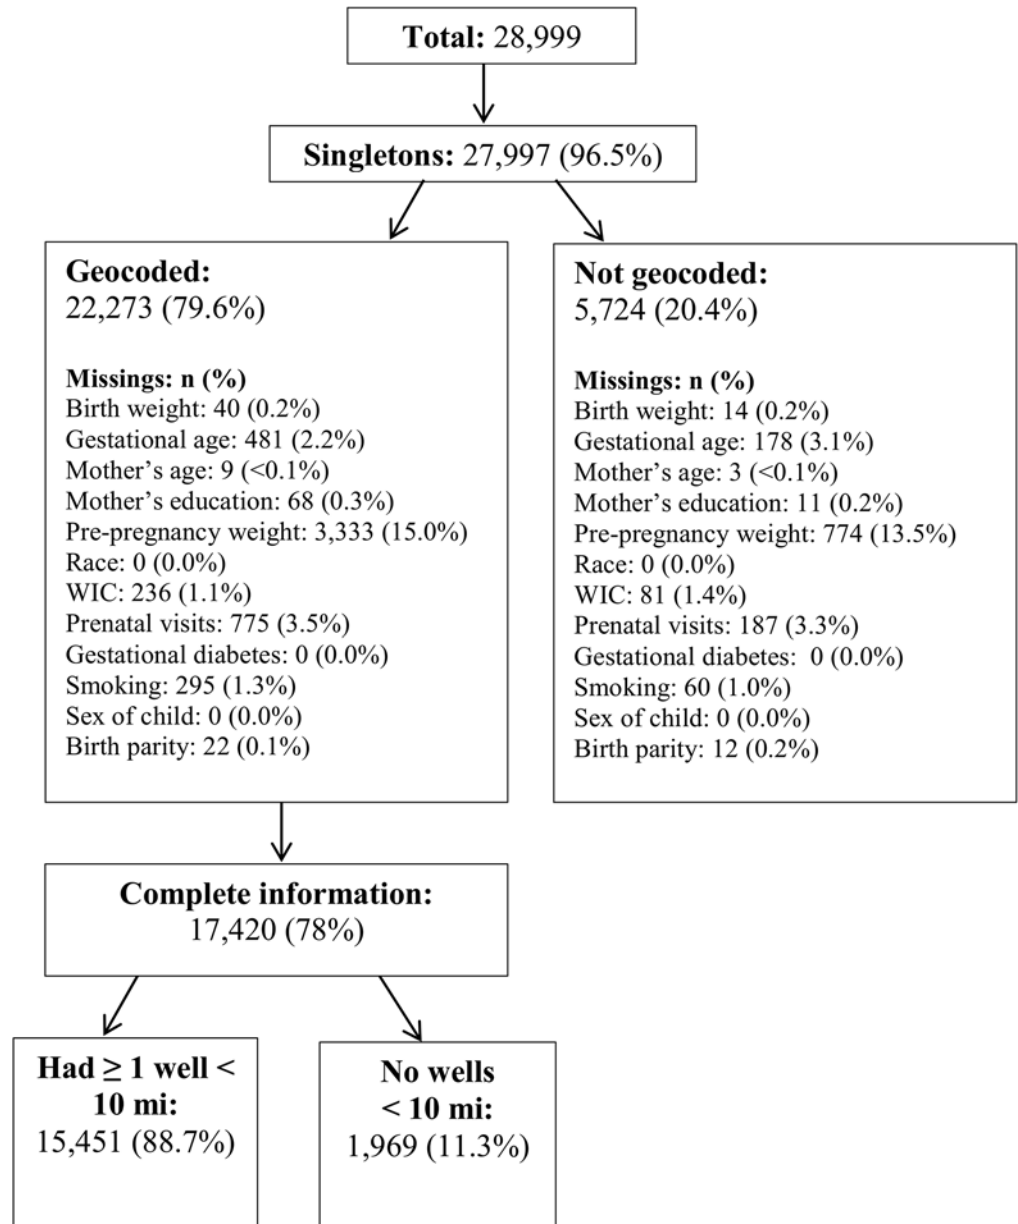 Total: 28,999
Singletons: 27,997 (96.5%)
Geocoded:
22,273 (79.6%)
Missings: n (%)
Birth weight: 40 (0.2%)
Gestational age: 481 (2.2%)
Mother’s age: 9 (<0.1%)
Mother’s education: 68 (0.3%)
Pre-pregnancy weight: 3,333 (15.0%)
Race: 0 (0.0%)
WIC: 236 (1.1%)
Prenatal visits: 775 (3.5%)
Gestational diabetes: 0 (0.0%)
Smoking: 295 (1.3%)
Sex of child: 0 (0.0%)
Birth parity: 22 (0.1%)
Not geocoded:
5,724 (20.4%)
Missings: n (%)
Birth weight: 14 (0.2%)
Gestational age: 178 (3.1%)
Mother’s age: 3 (<0.1%)
Mother’s education: 11 (0.2%)
Pre-pregnancy weight: 774 (13.5%)
Race: 0 (0.0%)
WIC: 81 (1.4%)
Prenatal visits: 187 (3.3%)
Gestational diabetes:  0 (0.0%)
Smoking: 60 (1.0%)
Sex of child: 0 (0.0%)
Birth parity: 12 (0.2%)
Complete information:
17,420 (78%)
Had ≥ 1 well <
10 mi:
15,451 (88.7%)
No wells
< 10 mi:
1,969 (11.3%)